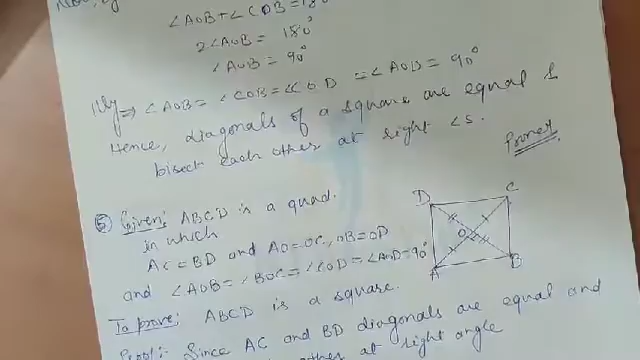 ∠AOB + ∠COB = 180°
2∠AOB = 180°
∠AOB = 90°
|||ly ⇒ ∠AOB = ∠COB = ∠COD = ∠AOD = 90°
Hence, diagonals of a square are equal &
bisect each other at right ∠s.
Proved
⑤ Given: ABCD is a quad.
in which
AC = BD and AO = OC, OB = OD
and ∠AOB = ∠BOC = ∠COD = ∠AOD = 90°
D C
O
A B
To prove: ABCD is a square.
Proof: Since AC and BD diagonals are equal and
other at right angle